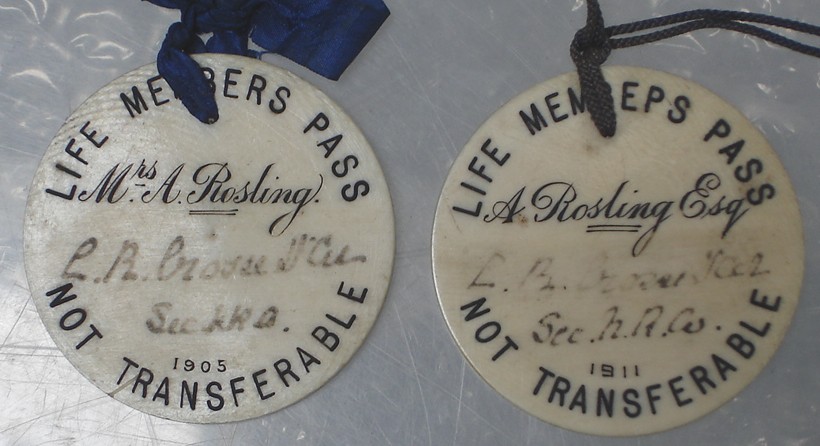 LIFE MEMBERS PASS
Mrs A. Rosling.
L. R.
1905
NOT TRANSFERABLE
LIFE MEMBERS PASS
A Rosling Esq
Sec. N.R.A.
1911
NOT TRANSFERABLE